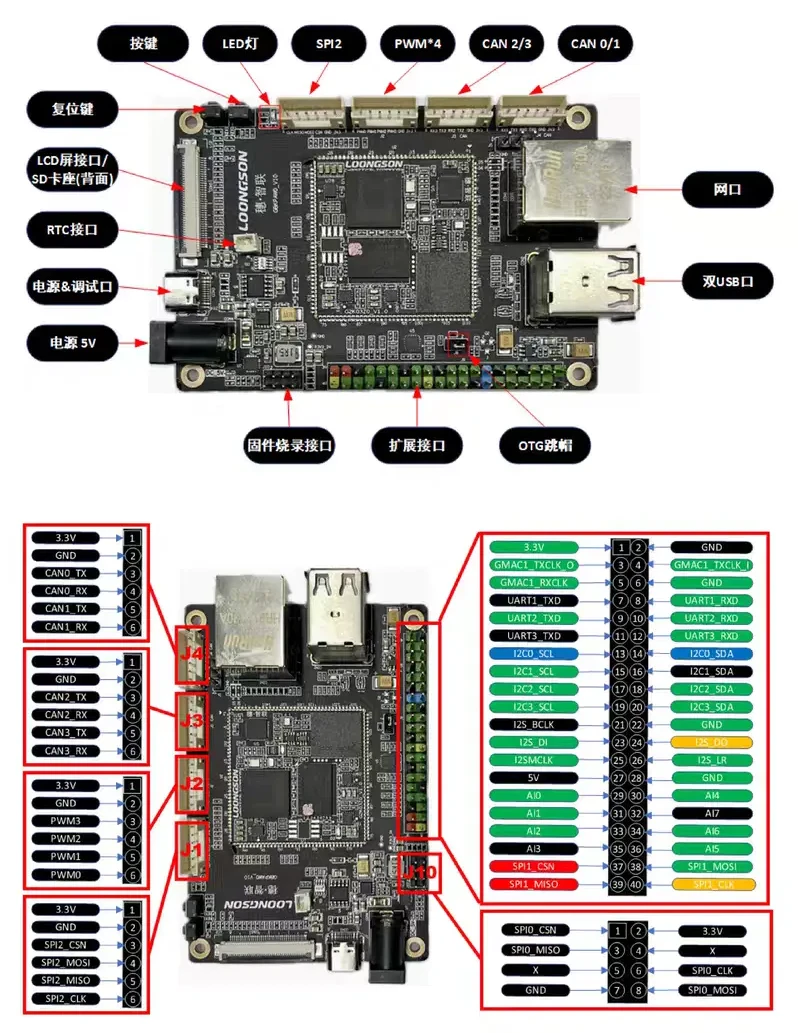 按键
LED灯
SPI2
PWM*4
CAN 2/3
CAN 0/1
复位键
LCD屏接口/
SD卡座(背面)
RTC接口
电源&调试口
电源 5V
网口
双USB口
固件烧录接口
扩展接口
OTG跳帽
LOONGSON
LOONGSON
穗·智联
G2K0320_V1.0
DC_5V
3.3V 1
GND 2
CAN0_TX 3
CAN0_RX 4
CAN1_TX 5
CAN1_RX 6
3.3V 1
GND 2
CAN2_TX 3
CAN2_RX 4
CAN3_TX 5
CAN3_RX 6
3.3V 1
GND 2
PWM3 3
PWM2 4
PWM1 5
PWM0 6
3.3V 1
GND 2
SPI2_CSN 3
SPI2_MOSI 4
SPI2_MISO 5
SPI2_CLK 6
J4
J3
J2
J1
J10
LOONGSON
3.3V 1 2 GND
GMAC1_TXCLK_O 3 4 GMAC1_TXCLK_I
GMAC1_RXCLK 5 6 GND
UART1_TXD 7 8 UART1_RXD
UART2_TXD 9 10 UART2_RXD
UART3_TXD 11 12 UART3_RXD
I2C0_SCL 13 14 I2C0_SDA
I2C1_SCL 15 16 I2C1_SDA
I2C2_SCL 17 18 I2C2_SDA
I2C3_SCL 19 20 I2C3_SDA
I2S_BCLK 21 22 GND
I2S_DI 23 24 I2S_DO
I2SMCLK 25 26 I2S_LR
5V 27 28 GND
AI0 29 30 AI4
AI1 31 32 AI7
AI2 33 34 AI6
AI3 35 36 AI5
SPI1_CSN 37 38 SPI1_MOSI
SPI1_MISO 39 40 SPI1_CLK
SPI0_CSN 1 2 3.3V
SPI0_MISO 3 4 X
X 5 6 SPI0_CLK
GND 7 8 SPI0_MOSI